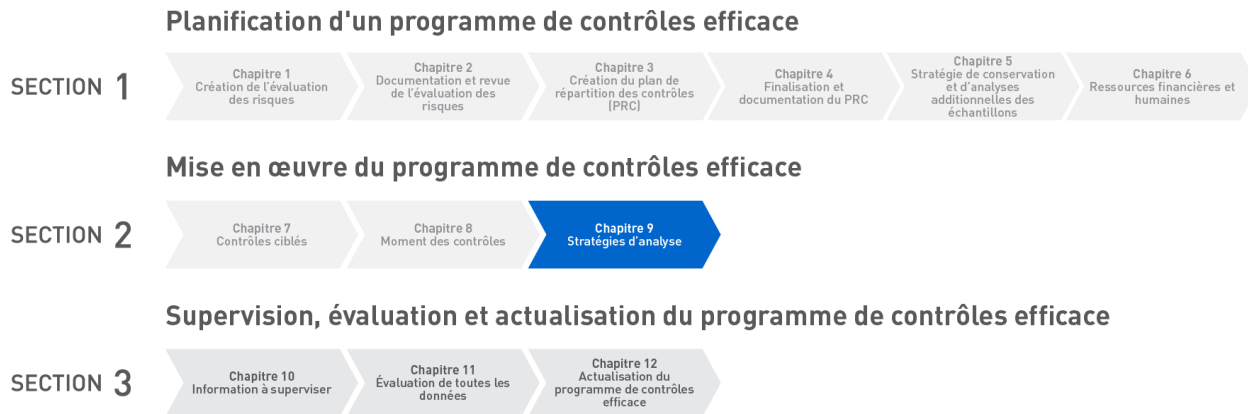 Planification d'un programme de contrôles efficace
SECTION 1
Chapitre 1
Création de l'évaluation
des risques
Chapitre 2
Documentation et revue
de l'évaluation des
risques
Chapitre 3
Création du plan de
répartition des contrôles
(PRC)
Chapitre 4
Finalisation et
documentation du PRC
Chapitre 5
Stratégie de conservation
et d'analyses
additionnelles des
échantillons
Chapitre 6
Ressources financières et
humaines
Mise en œuvre du programme de contrôles efficace
SECTION 2
Chapitre 7
Contrôles ciblés
Chapitre 8
Moment des contrôles
Chapitre 9
Stratégies d'analyse
Supervision, évaluation et actualisation du programme de contrôles efficace
SECTION 3
Chapitre 10
Information à superviser
Chapitre 11
Évaluation de toutes les
données
Chapitre 12
Actualisation du
programme de contrôles
efficace